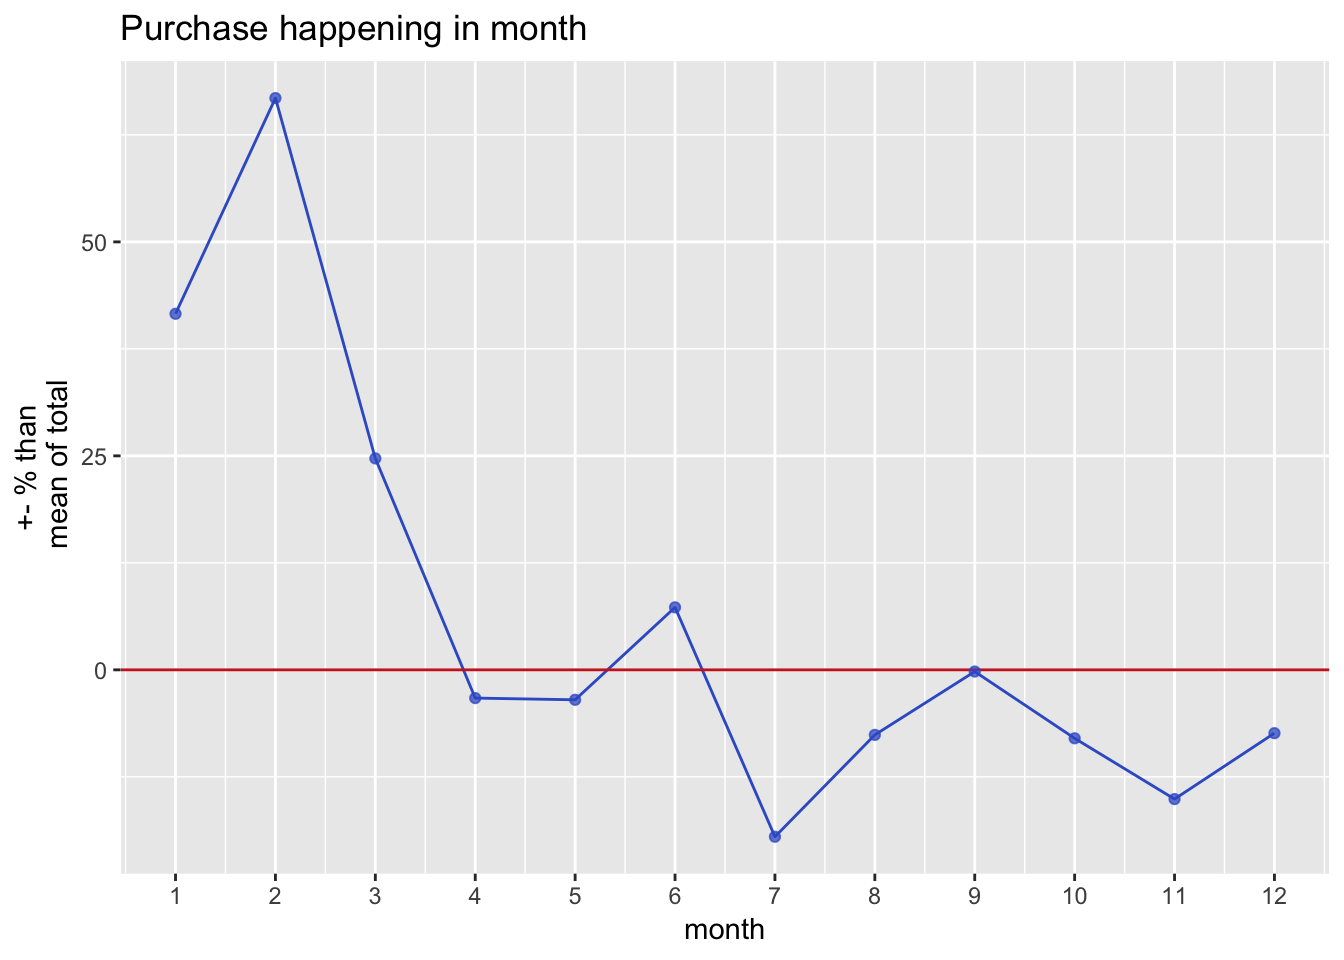 Purchase happening in month
+- % than
mean of total
50
25
0
1 2 3 4 5 6 7 8 9 10 11 12
month